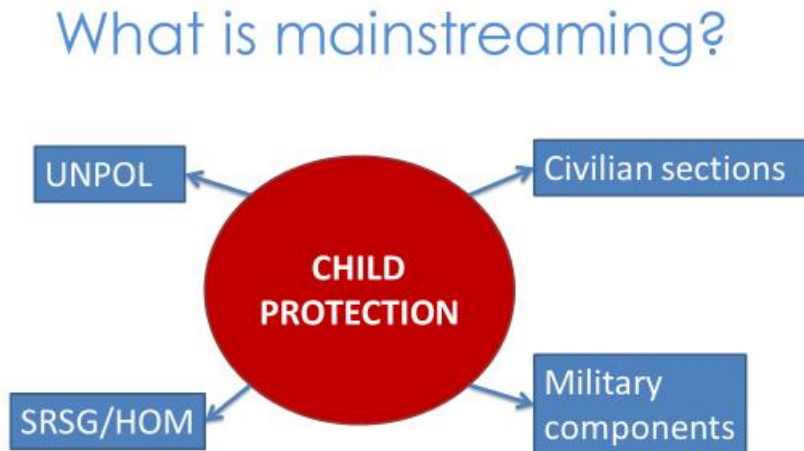 What is mainstreaming?
UNPOL
Civilian sections
CHILD
PROTECTION
SRSG/HOM
Military
components